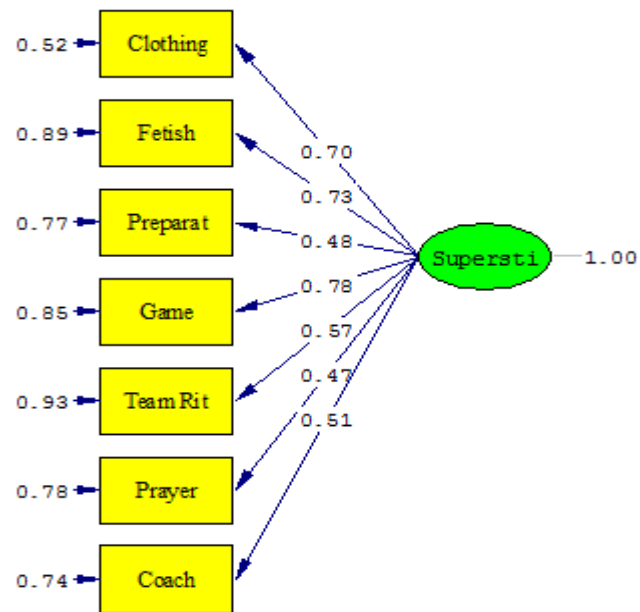 0.52 Clothing
0.70
0.89 Fetish
0.73
0.77 Preparat
0.48
Supersti 1.00
0.85 Game
0.78
0.57
0.93 Team Rit
0.47
0.51
0.78 Prayer
0.74 Coach